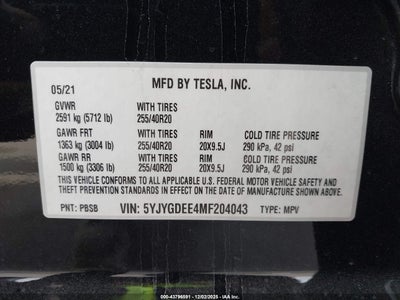 MFD BY TESLA, INC.
05/21
GVWR WITH TIRES
2591 kg (5712 lb) 255/40R20
GAWR FRT WITH TIRES RIM COLD TIRE PRESSURE
1363 kg (3004 lb) 255/40R20 20X9.5J 290 kPa, 42 psi
GAWR RR WITH TIRES RIM COLD TIRE PRESSURE
1500 kg (3306 lb) 255/40R20 20X9.5J 290 kPa, 42 psi
THIS VEHICLE CONFORMS TO ALL APPLICABLE U.S. FEDERAL MOTOR VEHICLE SAFETY AND
THEFT PREVENTION STANDARDS IN EFFECT ON THE DATE OF MANUFACTURE SHOWN ABOVE.
PNT: PBSB VIN: 5YJYGDEE4MF204043 TYPE: MPV
© 43796591 - 12/02/2025 - IAA, Inc.